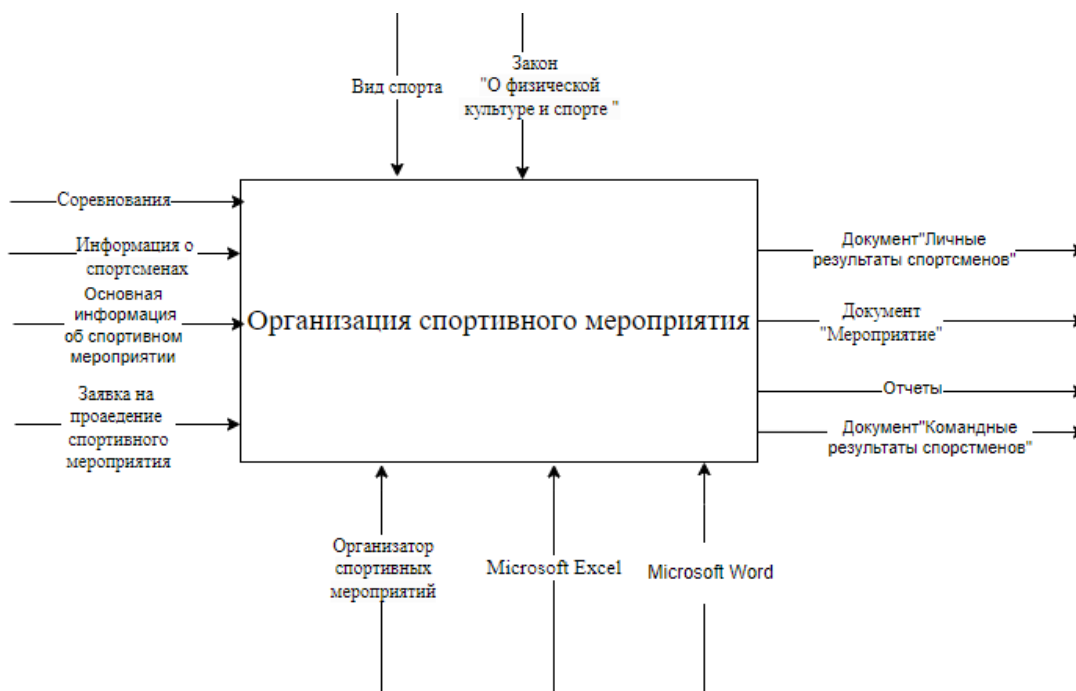 Вид спорта
Закон
"О физической
культуре и спорте "
Соревнования
Информация о
спортсменах
Основная
информация
об спортивном
мероприятии
Заявка на
проаедение
спортивного
мероприятия
Организация спортивного мероприятия
Документ"Личные
результаты спортсменов"
Документ
"Мероприятие"
Отчеты
Документ"Командные
результаты спорстменов"
Организатор
спортивных
мероприятий
Microsoft Excel
Microsoft Word